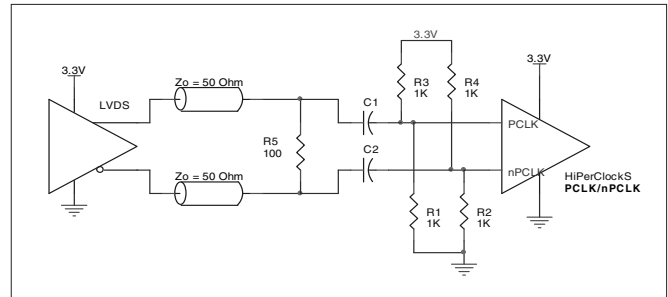 3.3V
3.3V
3.3V
Zo = 50 Ohm
LVDS
R3
1K
R4
1K
C1
PCLK
R5
100
C2
nPCLK
Zo = 50 Ohm
HiPerClockS
PCLK/nPCLK
R1
1K
R2
1K